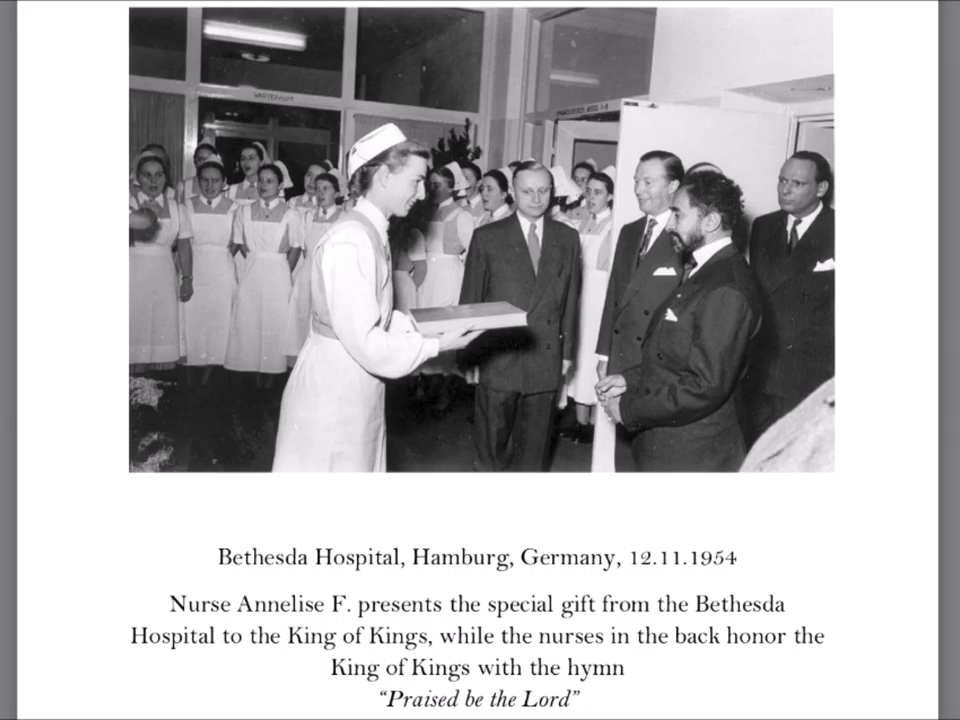 WARTERAUM
Bethesda Hospital, Hamburg, Germany, 12.11.1954
Nurse Annelise F. presents the special gift from the Bethesda
Hospital to the King of Kings, while the nurses in the back honor the
King of Kings with the hymn
“Praised be the Lord”